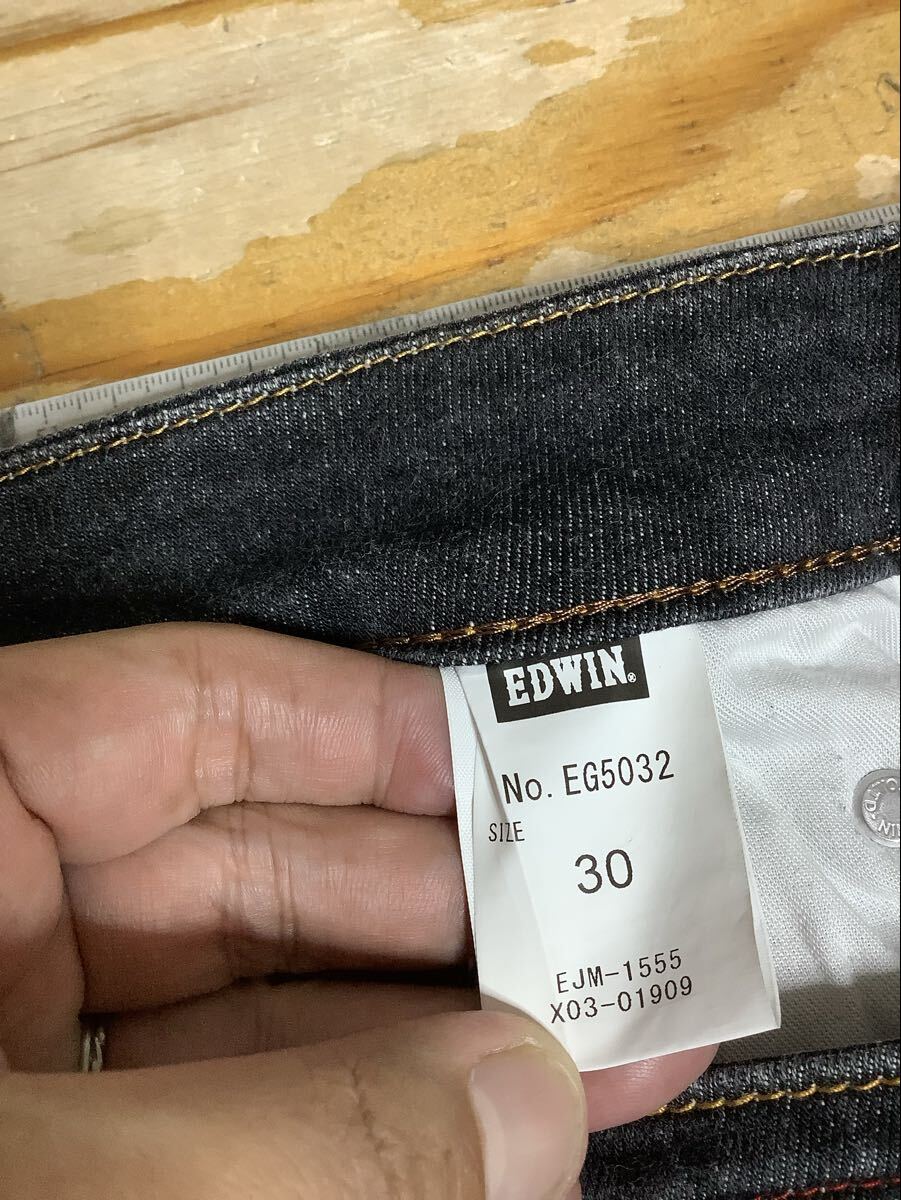 EDWIN®
No. EG5032
SIZE
30
EJM-1555
X03-01909